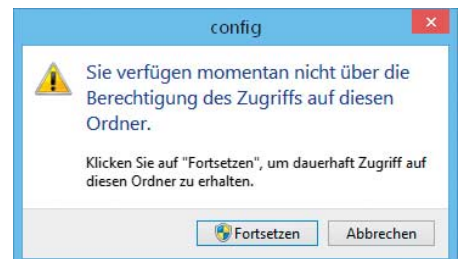 config
Sie verfügen momentan nicht über die
Berechtigung des Zugriffs auf diesen
Ordner.
Klicken Sie auf "Fortsetzen", um dauerhaft Zugriff auf
diesen Ordner zu erhalten.
Fortsetzen Abbrechen